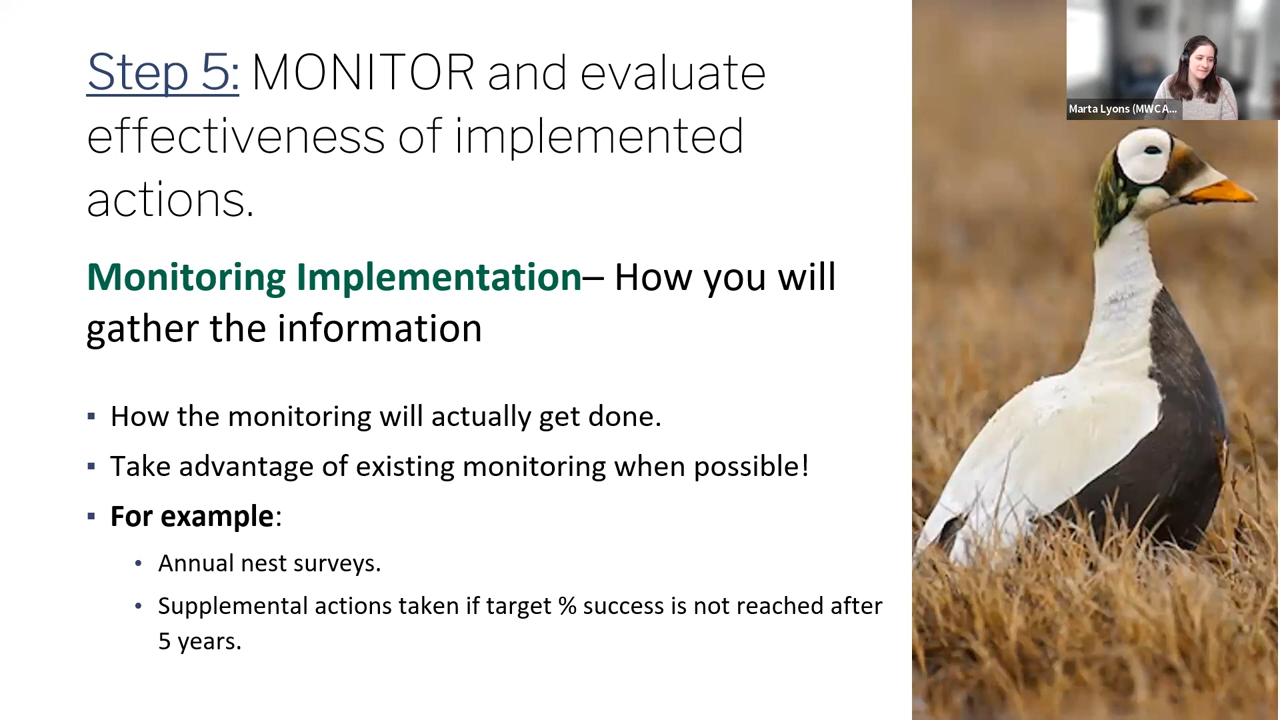 Step 5: MONITOR and evaluate
effectiveness of implemented
actions.
Monitoring Implementation– How you will
gather the information
▪ How the monitoring will actually get done.
▪ Take advantage of existing monitoring when possible!
▪ For example:
• Annual nest surveys.
• Supplemental actions taken if target % success is not reached after
5 years.
Marta Lyons (MWCA...